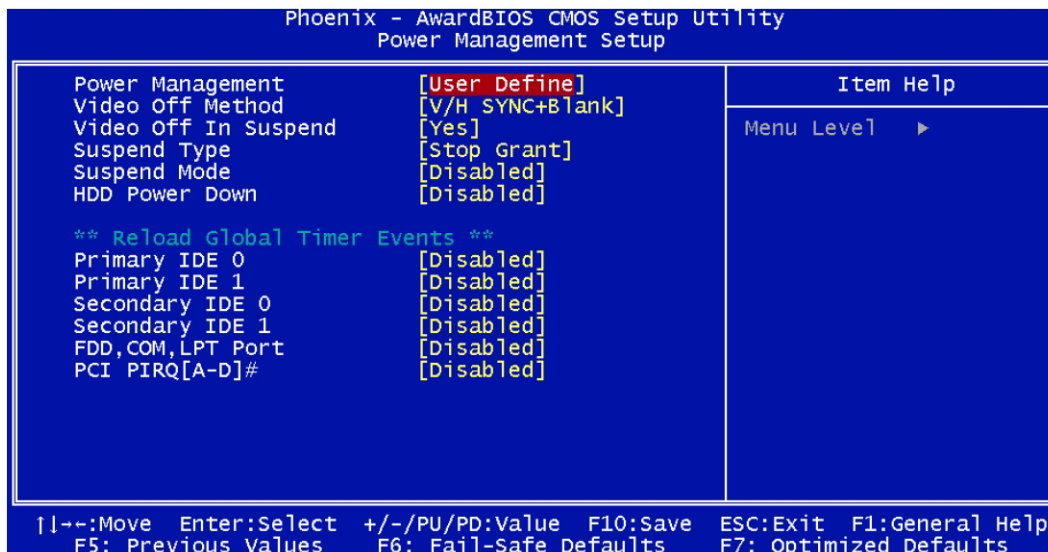 Phoenix - AwardBIOS CMOS Setup Utility
Power Management Setup
Power Management [User Define]
Video Off Method [V/H SYNC+Blank]
Video Off In Suspend [Yes]
Suspend Type [Stop Grant]
Suspend Mode [Disabled]
HDD Power Down [Disabled]
** Reload Global Timer Events **
Primary IDE 0 [Disabled]
Primary IDE 1 [Disabled]
Secondary IDE 0 [Disabled]
Secondary IDE 1 [Disabled]
FDD,COM,LPT Port [Disabled]
PCI PIRQ[A-D]# [Disabled]
Item Help
Menu Level ▶
↑↓→←:Move Enter:Select +/-/PU/PD:Value F10:Save ESC:Exit F1:General Help
F5: Previous Values F6: Fail-Safe Defaults F7: Optimized Defaults